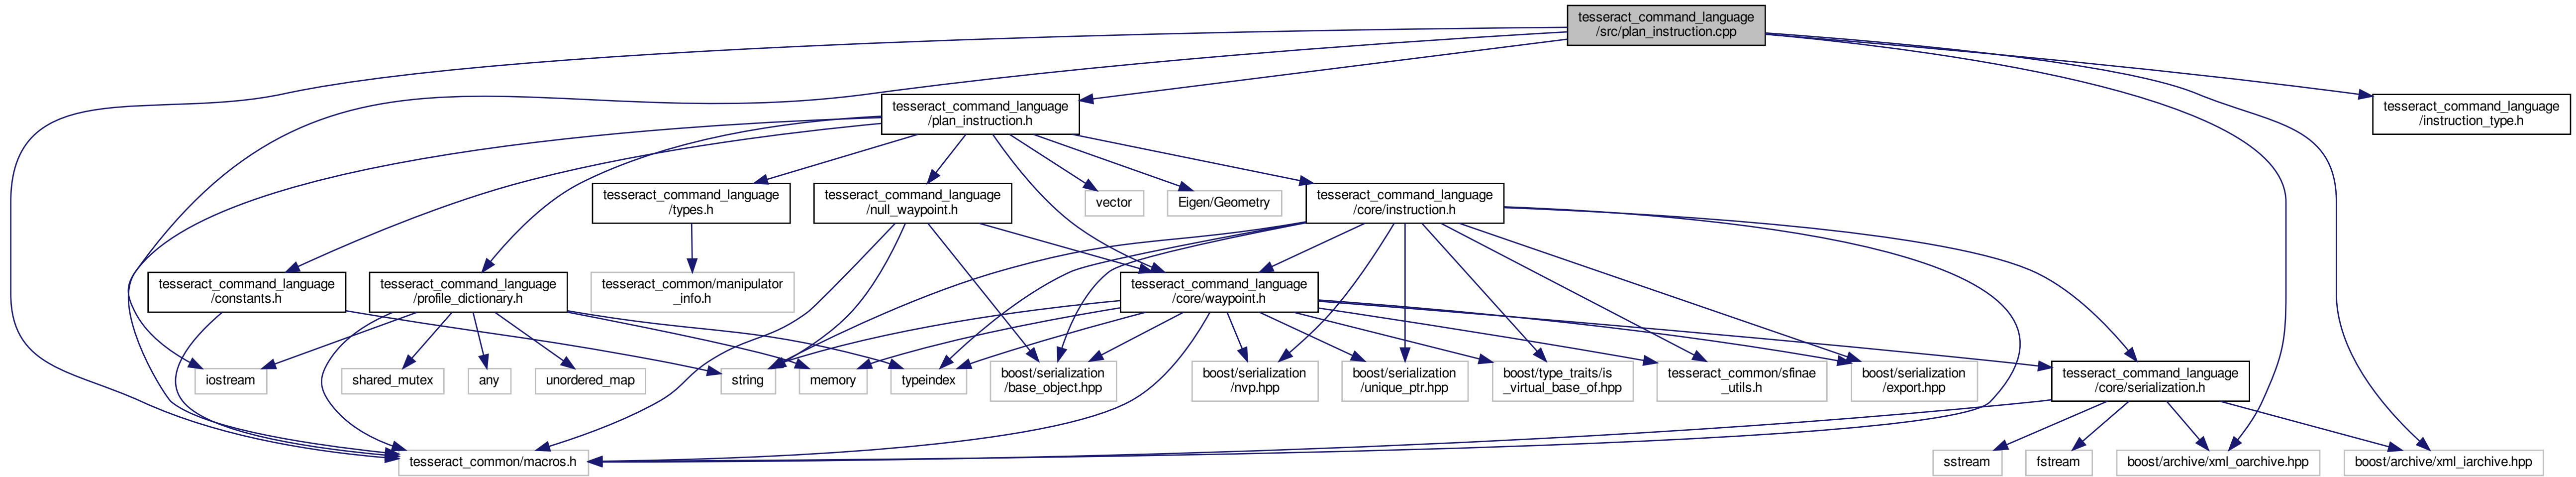 tesseract_command_language
/src/plan_instruction.cpp
tesseract_command_language
/plan_instruction.h
tesseract_command_language
/instruction_type.h
tesseract_command_language
/types.h
tesseract_command_language
/null_waypoint.h
vector
Eigen/Geometry
tesseract_command_language
/core/instruction.h
tesseract_command_language
/constants.h
tesseract_command_language
/profile_dictionary.h
tesseract_common/manipulator
_info.h
tesseract_command_language
/core/waypoint.h
iostream
shared_mutex
any
unordered_map
string
memory
typeindex
boost/serialization
/base_object.hpp
boost/serialization
/nvp.hpp
boost/serialization
/unique_ptr.hpp
boost/type_traits/is
_virtual_base_of.hpp
tesseract_common/sfinae
_utils.h
boost/serialization
/export.hpp
tesseract_command_language
/core/serialization.h
tesseract_common/macros.h
sstream
fstream
boost/archive/xml_oarchive.hpp
boost/archive/xml_iarchive.hpp